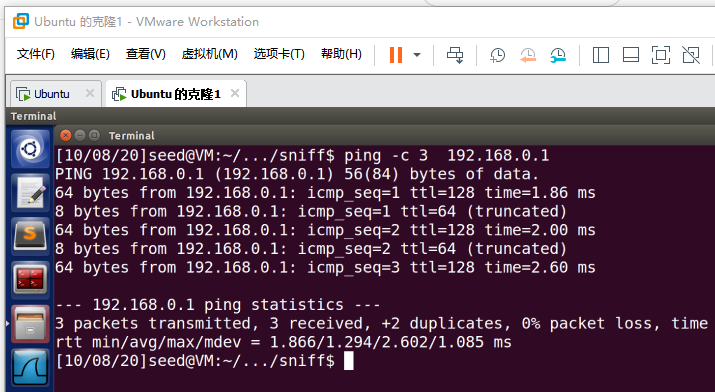 Ubuntu 的克隆1 - VMware Workstation
文件(F) 编辑(E) 查看(V) 虚拟机(M) 选项卡(T) 帮助(H)
Ubuntu × Ubuntu 的克隆1 ×
Terminal
Terminal
[10/08/20]seed@VM:~/.../sniff$ ping -c 3  192.168.0.1
PING 192.168.0.1 (192.168.0.1) 56(84) bytes of data.
64 bytes from 192.168.0.1: icmp_seq=1 ttl=128 time=1.86 ms
8 bytes from 192.168.0.1: icmp_seq=1 ttl=64 (truncated)
64 bytes from 192.168.0.1: icmp_seq=2 ttl=128 time=2.00 ms
8 bytes from 192.168.0.1: icmp_seq=2 ttl=64 (truncated)
64 bytes from 192.168.0.1: icmp_seq=3 ttl=128 time=2.60 ms
--- 192.168.0.1 ping statistics ---
3 packets transmitted, 3 received, +2 duplicates, 0% packet loss, time
rtt min/avg/max/mdev = 1.866/1.294/2.602/1.085 ms
[10/08/20]seed@VM:~/.../sniff$